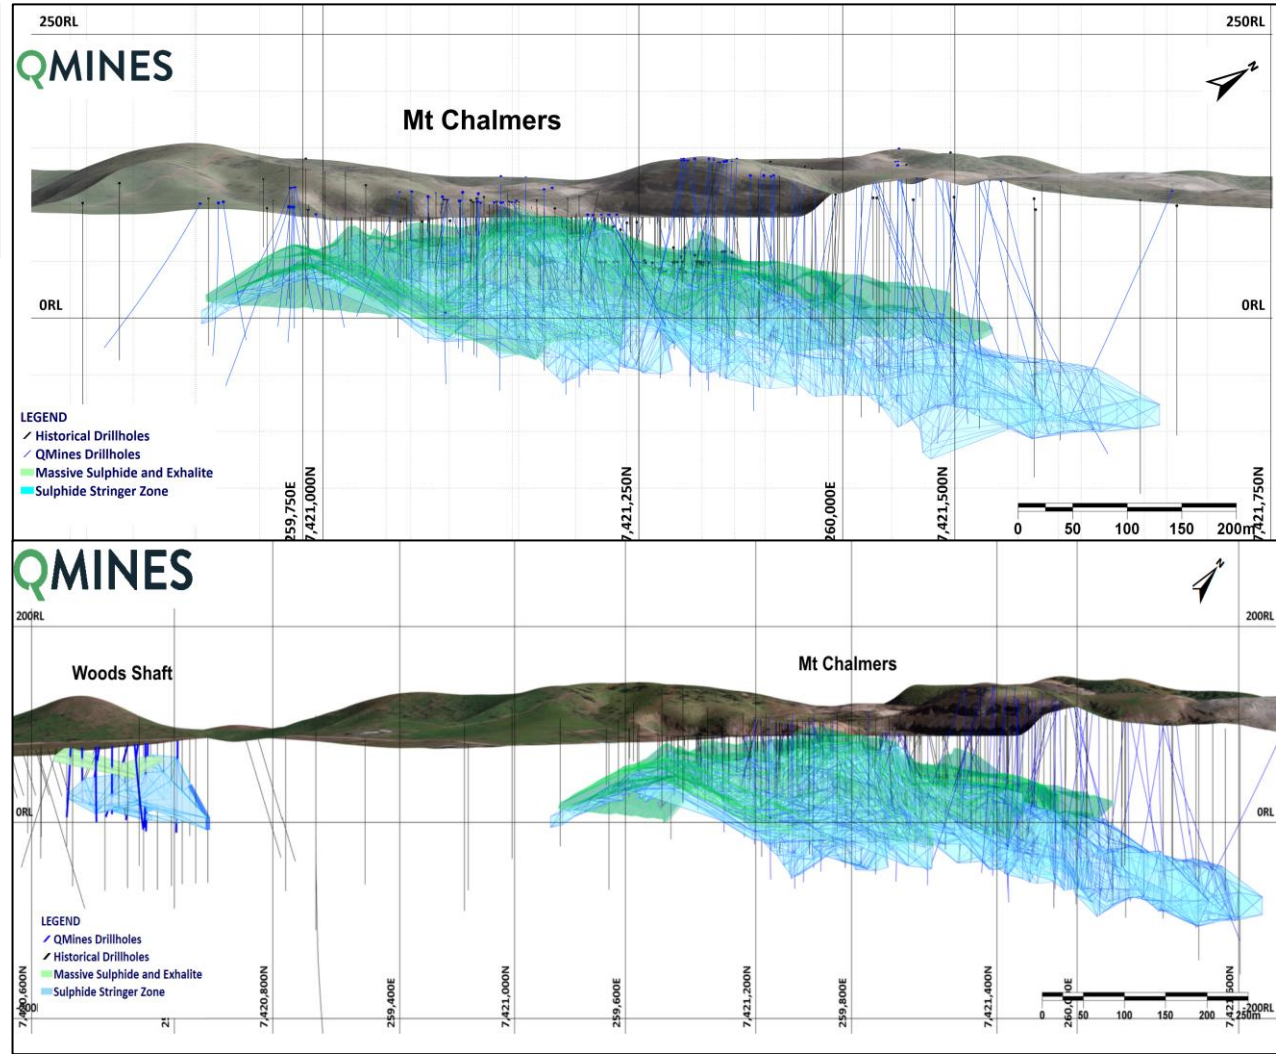 250RL
250RL
QMINES
N
Mt Chalmers
0RL
0RL
LEGEND
Historical Drillholes
QMines Drillholes
Massive Sulphide and Exhalite
Sulphide Stringer Zone
259,750E
7,421,000N
7,421,250N
260,000E
7,421,500N
7,421,750N
0 50 100 150 200m
QMINES
N
200RL
200RL
Woods Shaft
Mt Chalmers
0RL
0RL
LEGEND
QMines Drillholes
Historical Drillholes
Massive Sulphide and Exhalite
Sulphide Stringer Zone
7,420,800N
259,400E
7,421,000N
259,600E
7,421,200N
259,800E
7,421,400N
0 50 100 150 200 250m
-200RL